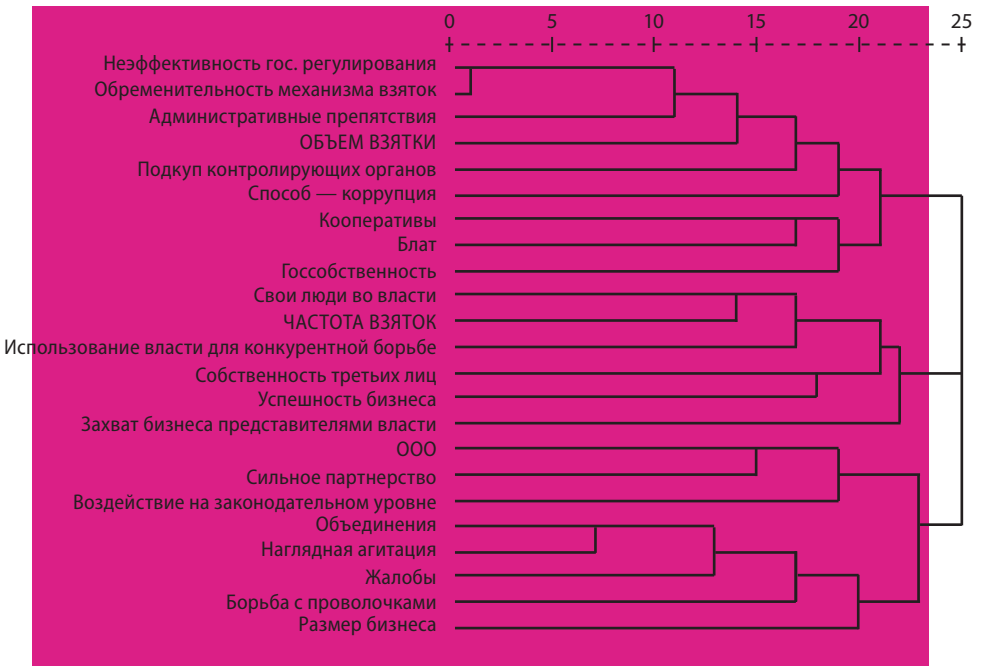 0 5 10 15 20 25
Неэффективность гос. регулирования
Обременительность механизма взяток
Административные препятствия
ОБЪЕМ ВЗЯТКИ
Подкуп контролирующих органов
Способ — коррупция
Кооперативы
Блат
Госсобственность
Свои люди во власти
ЧАСТОТА ВЗЯТОК
Использование власти для конкурентной борьбе
Собственность третьих лиц
Успешность бизнеса
Захват бизнеса представителями власти
ООО
Сильное партнерство
Воздействие на законодательном уровне
Объединения
Наглядная агитация
Жалобы
Борьба с проволочками
Размер бизнеса